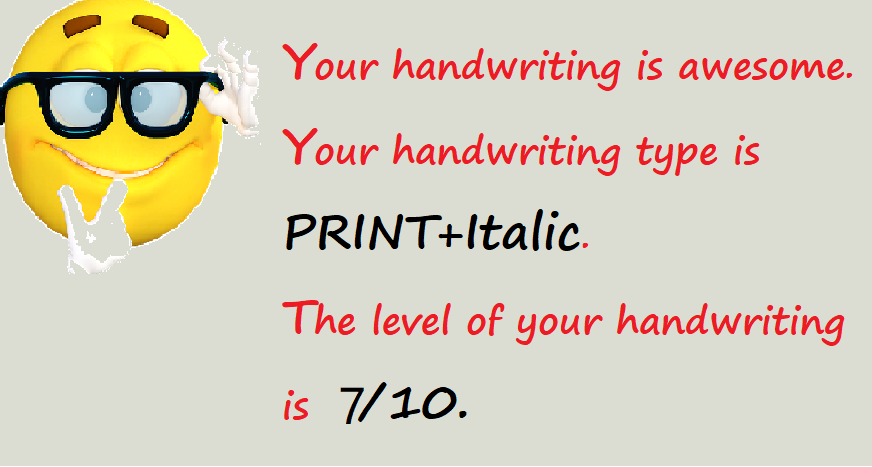 Your handwriting is awesome.
Your handwriting type is
PRINT+Italic.
The level of your handwriting
is 7/10.